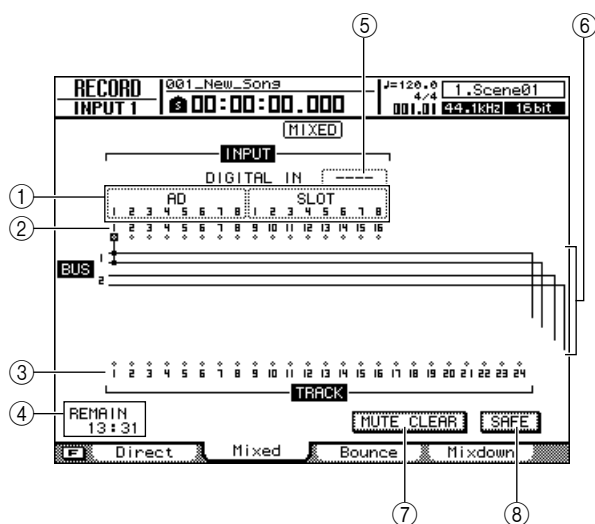 ⑤ ⑥
RECORD 001_New_Song ♩=120.0 4/4 1.Scene01
INPUT 1 S 00:00:00.000 001.01 44.1kHz 16bit
MIXED
INPUT
DIGITAL IN ----
① AD SLOT
1 2 3 4 5 6 7 8 1 2 3 4 5 6 7 8
② 1 2 3 4 5 6 7 8 9 10 11 12 13 14 15 16
BUS 1
2
③ 1 2 3 4 5 6 7 8 9 10 11 12 13 14 15 16 17 18 19 20 21 22 23 24
TRACK
④ REMAIN
13:31
MUTE CLEAR SAFE
F Direct Mixed Bounce Mixdown
⑦ ⑧